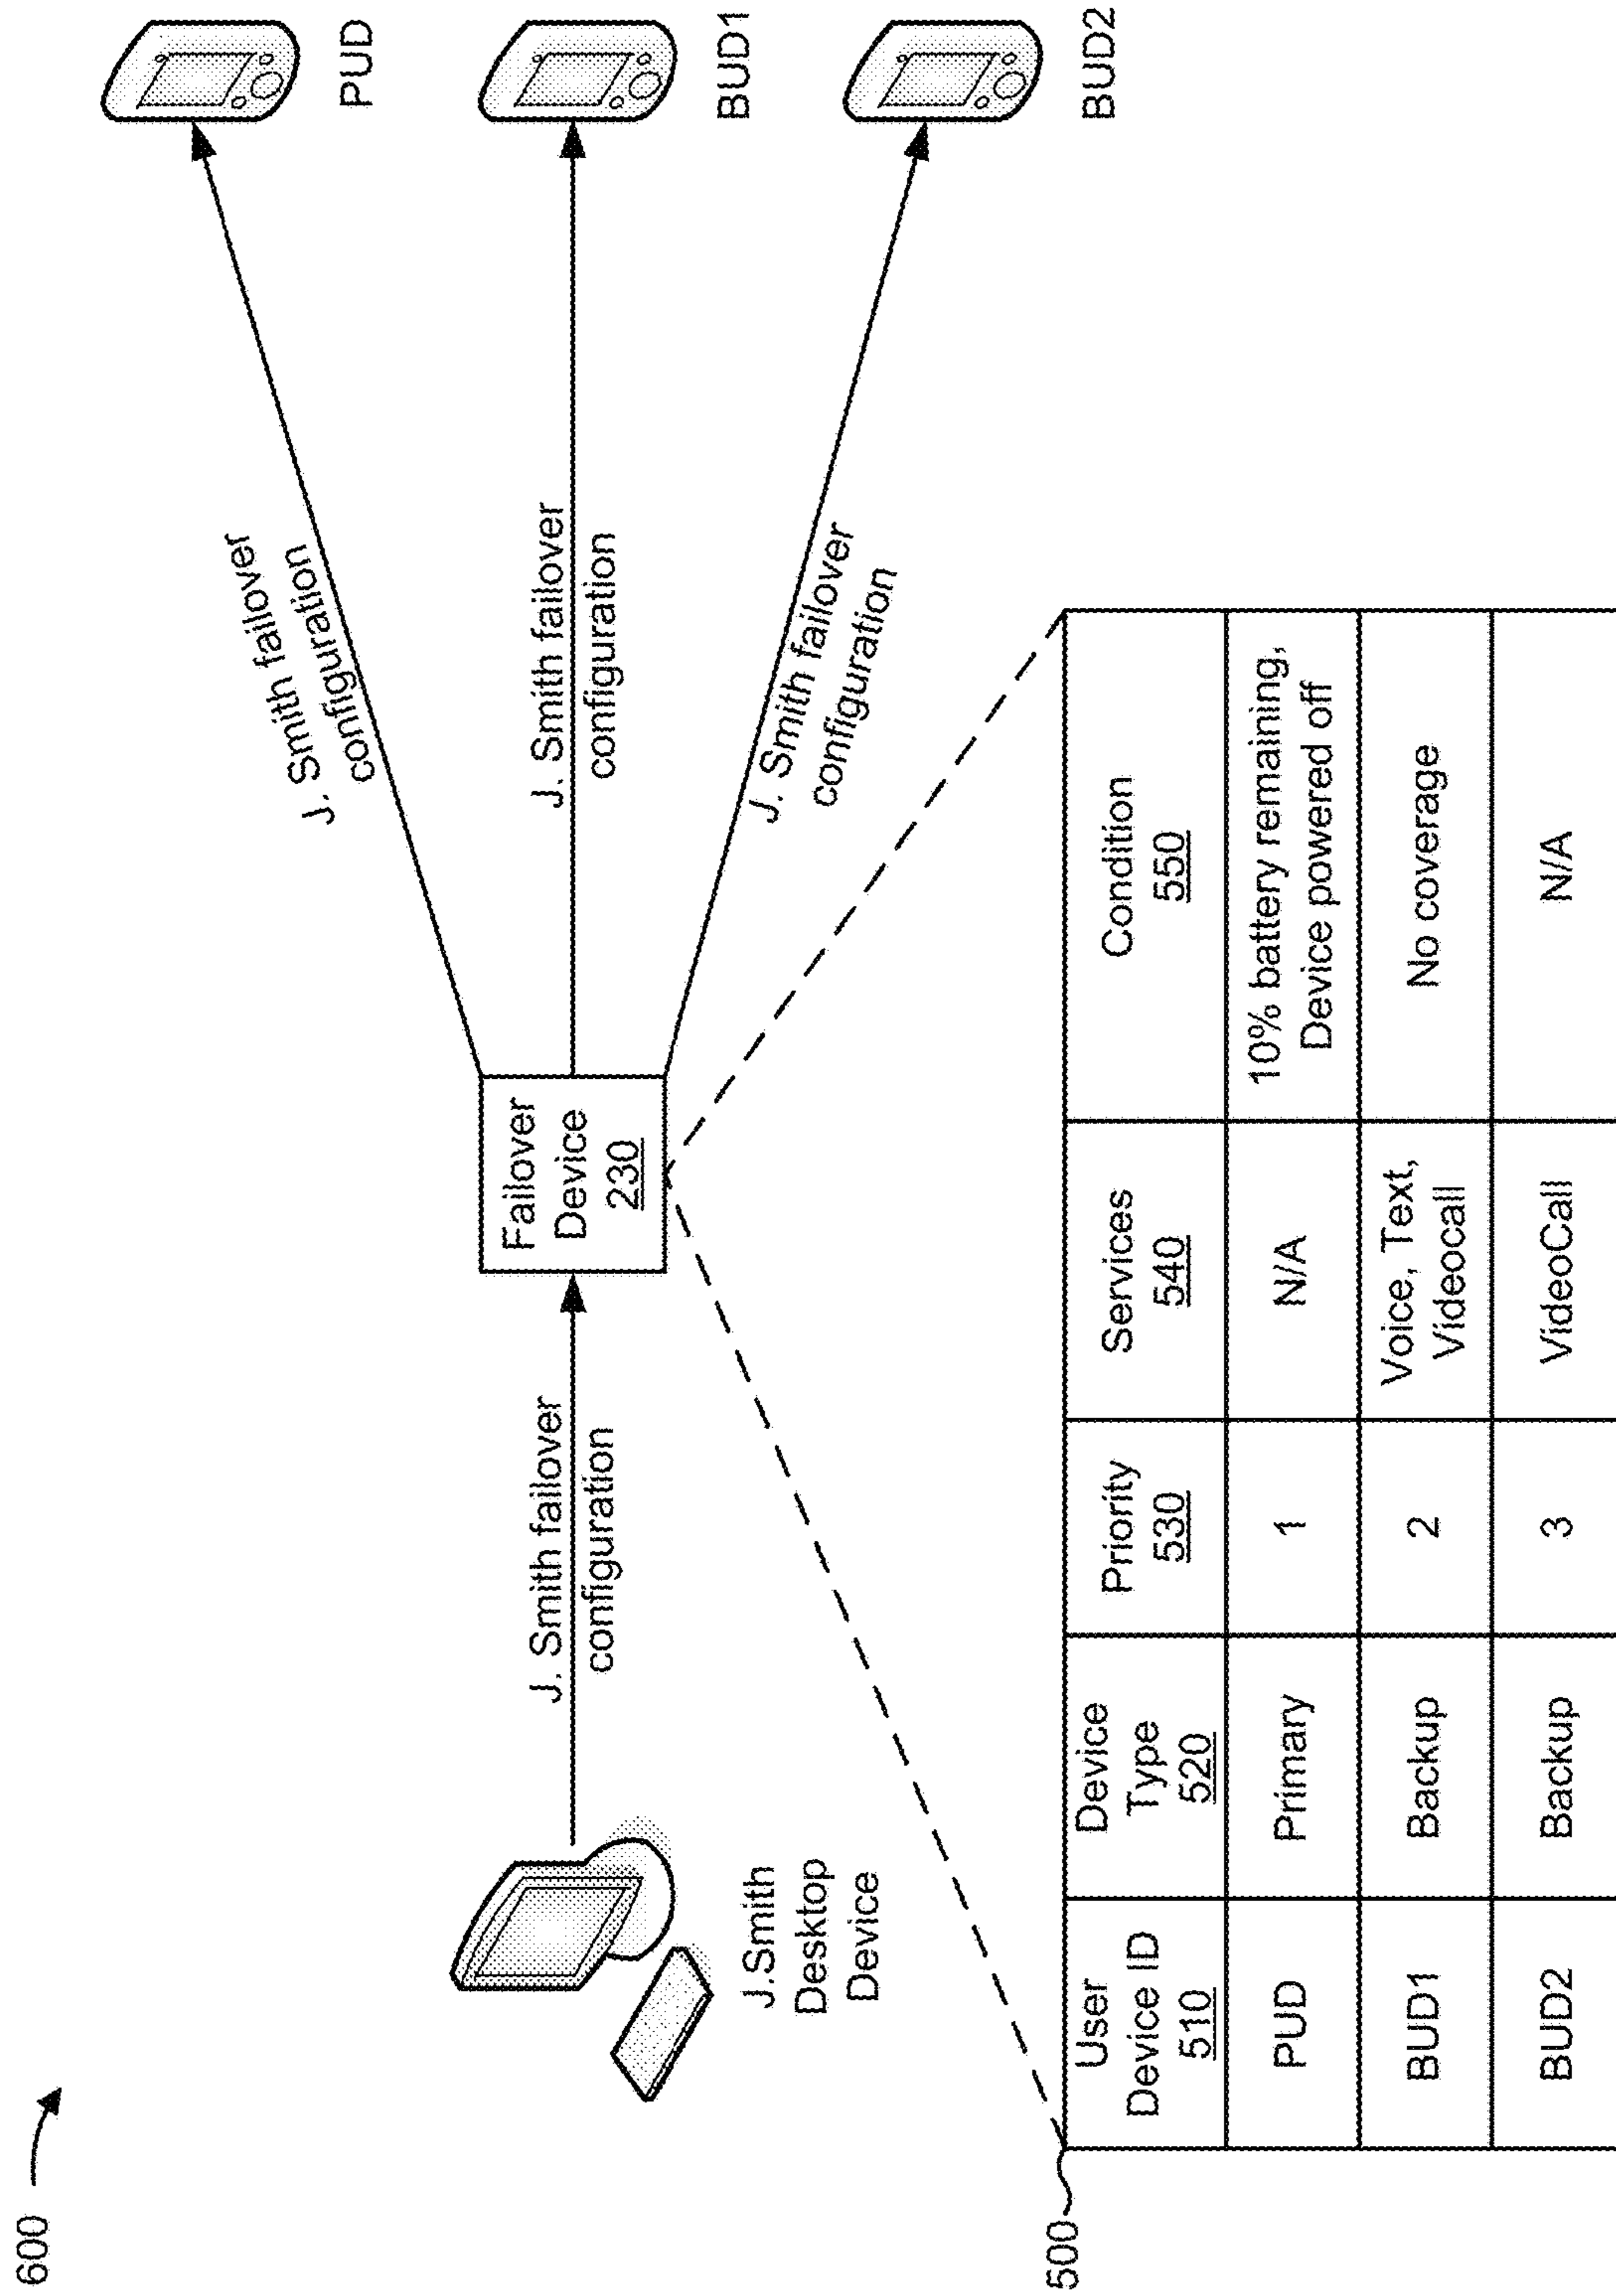 600
J.Smith
Desktop
Device
J. Smith failover
configuration
Failover
Device
230
J. Smith failover
configuration
PUD
J. Smith failover
configuration
BUD1
J. Smith failover
configuration
BUD2
500
User
Device ID
510
Device
Type
520
Priority
530
Services
540
Condition
550
PUD
Primary
1
N/A
10% battery remaining,
Device powered off
BUD1
Backup
2
Voice, Text,
Videocall
No coverage
BUD2
Backup
3
VideoCall
N/A